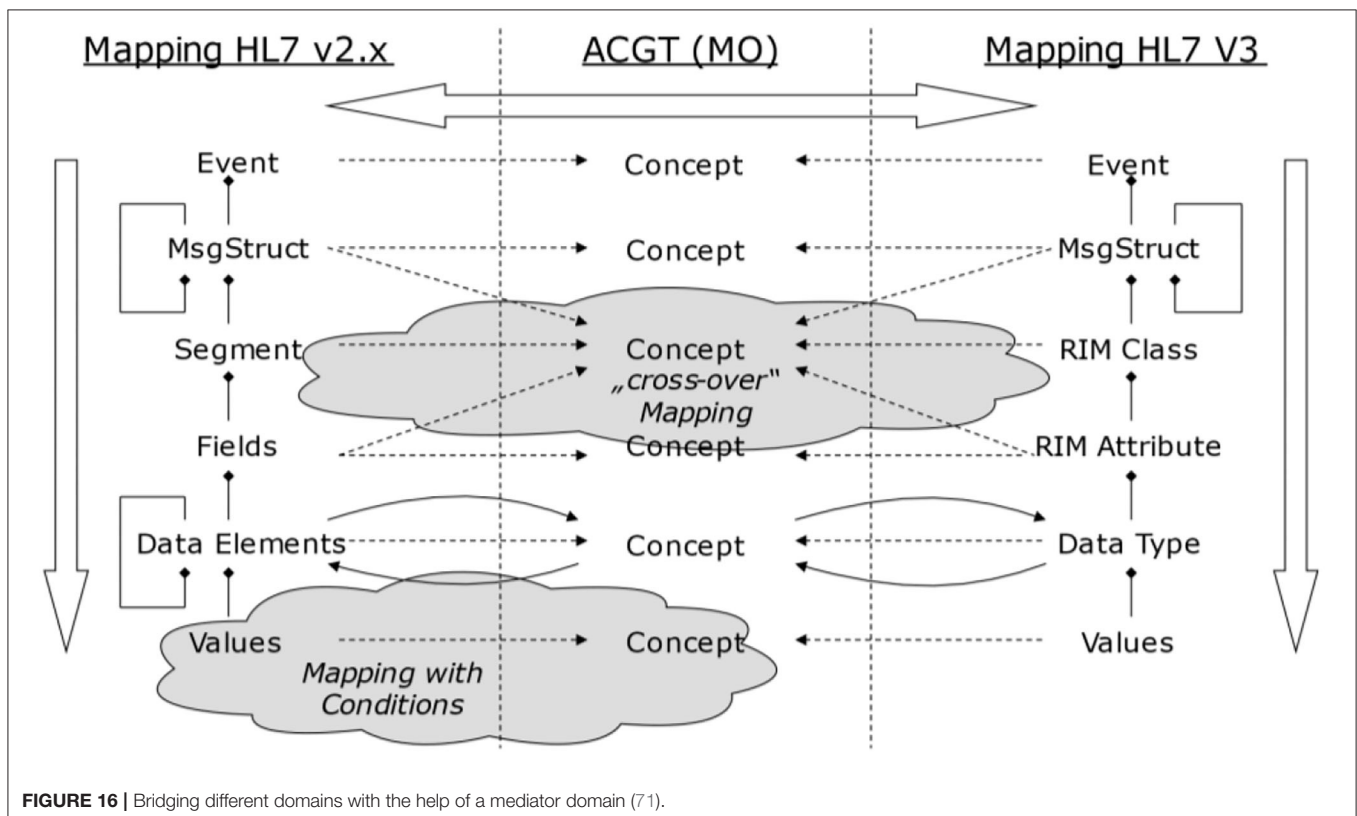 Mapping HL7 v2.x ACGT (MO) Mapping HL7 V3
Event Concept Event
MsgStruct Concept MsgStruct
Segment Concept RIM Class
„cross-over“
Mapping
Fields Concept RIM Attribute
Data Elements Concept Data Type
Values Concept Values
Mapping with
Conditions
FIGURE 16 | Bridging different domains with the help of a mediator domain (71).